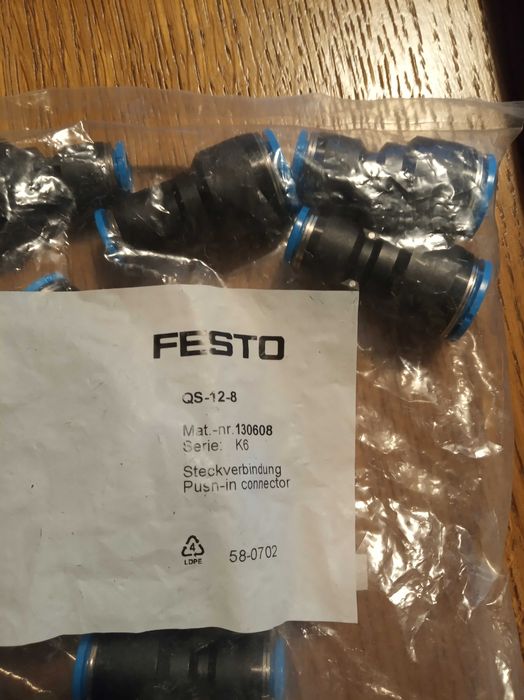 FESTO
QS-12-8
Mat.-nr.130608
Serie: K6
Steckverbindung
Push-in connector
4
LDPE
58-0702